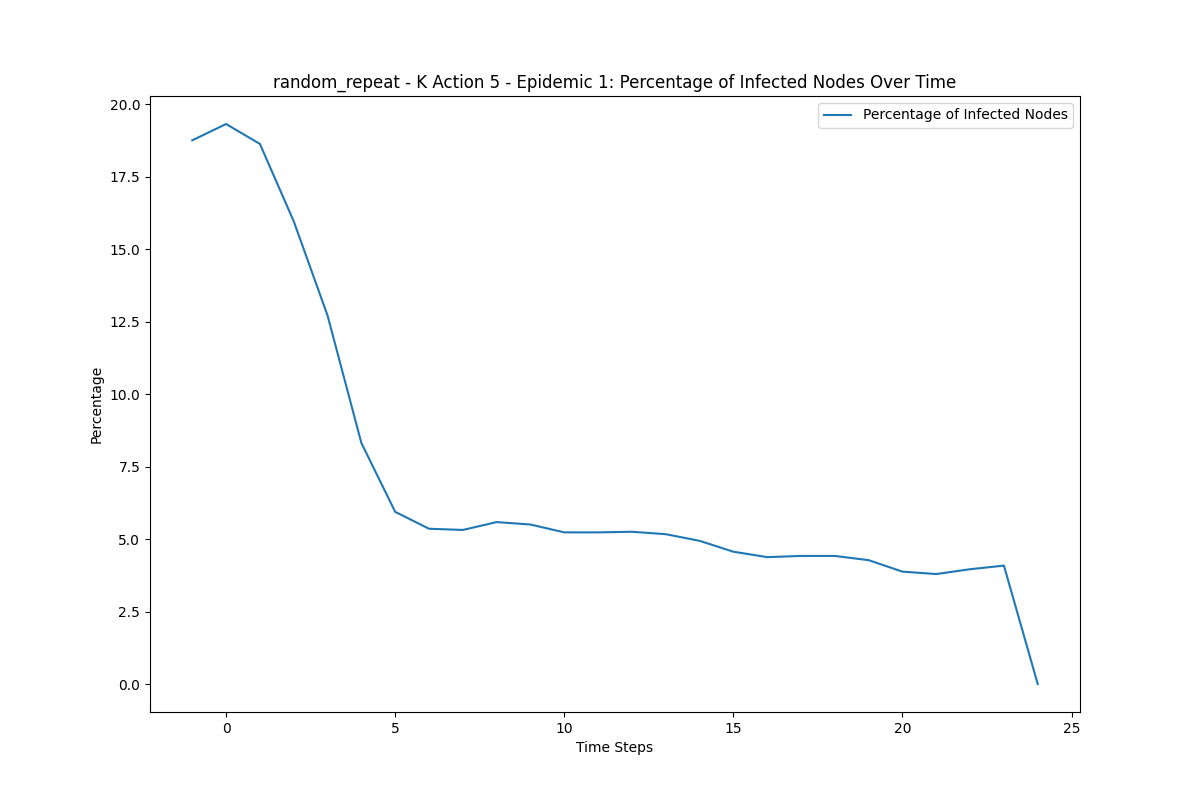 random_repeat - K Action 5 - Epidemic 1: Percentage of Infected Nodes Over Time
Percentage of Infected Nodes
20.0
17.5
15.0
12.5
10.0
7.5
5.0
2.5
0.0
Percentage
0 5 10 15 20 25
Time Steps